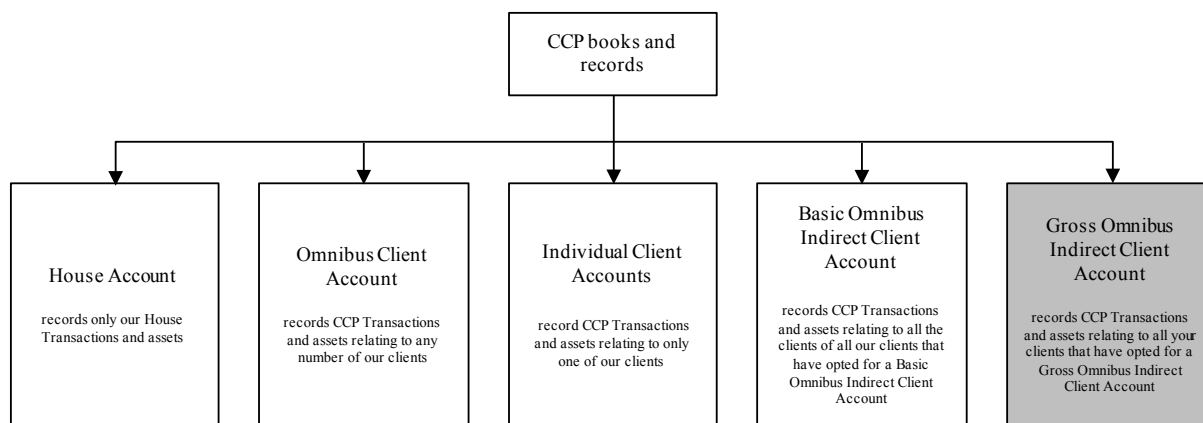 CCP books and
records
House Account
records only our House
Transactions and assets
Omnibus Client
Account
records CCP Transactions
and assets relating to any
number of our clients
Individual Client
Accounts
record CCP Transactions
and assets relating to only
one of our clients
Basic Omnibus
Indirect Client
Account
records CCP Transactions
and assets relating to all the
clients of all our clients that
have opted for a Basic
Omnibus Indirect Client
Account
Gross Omnibus
Indirect Client
Account
records CCP Transactions
and assets relating to all your
clients that have opted for a
Gross Omnibus Indirect
Client Account